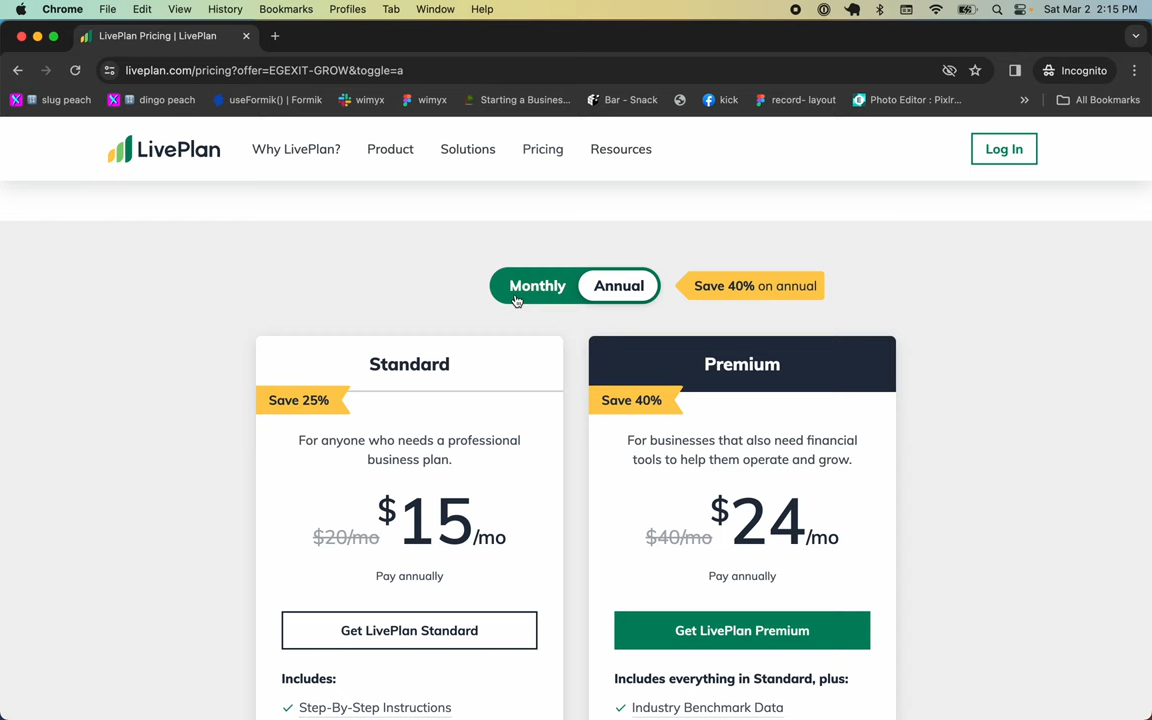 Chrome File Edit View History Bookmarks Profiles Tab Window Help Sat Mar 2 2:15 PM
LivePlan Pricing | LivePlan
liveplan.com/pricing?offer=EGEXIT-GROW&toggle=a Incognito
slug peach dingo peach useFormik() | Formik wimyx wimyx Starting a Busines... Bar - Snack kick record- layout Photo Editor : Pixlr... » All Bookmarks
LivePlan Why LivePlan? Product Solutions Pricing Resources Log In
Monthly Annual Save 40% on annual
Standard
Save 25%
For anyone who needs a professional
business plan.
$20/mo $15/mo
Pay annually
Get LivePlan Standard
Includes:
✓ Step-By-Step Instructions
Premium
Save 40%
For businesses that also need financial
tools to help them operate and grow.
$40/mo $24/mo
Pay annually
Get LivePlan Premium
Includes everything in Standard, plus:
✓ Industry Benchmark Data